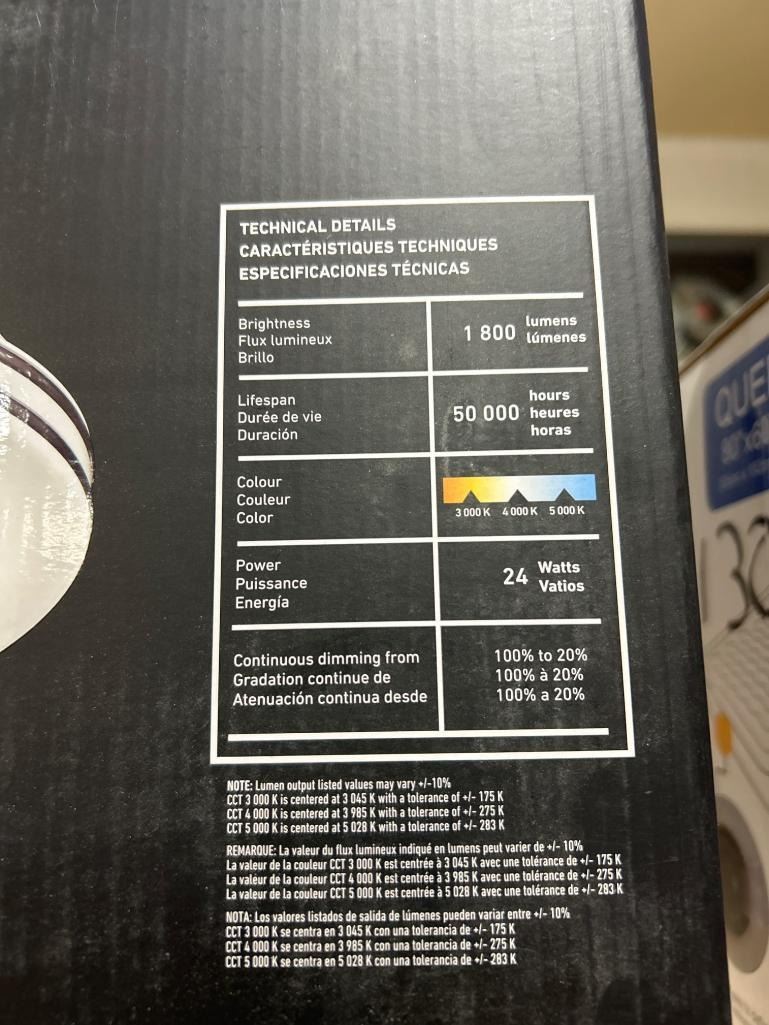 TECHNICAL DETAILS
CARACTÉRISTIQUES TECHNIQUES
ESPECIFICACIONES TÉCNICAS
Brightness
Flux lumineux
Brillo
1 800 lumens
lúmenes
Lifespan
Durée de vie
Duración
hours
50 000 heures
horas
Colour
Couleur
Color
3 000 K 4 000 K 5 000 K
Power
Puissance
Energía
24 Watts
Vatios
Continuous dimming from
Gradation continue de
Atenuación continua desde
100% to 20%
100% à 20%
100% a 20%
NOTE: Lumen output listed values may vary +/-10%
CCT 3 000 K is centered at 3 045 K with a tolerance of +/- 175 K
CCT 4 000 K is centered at 3 985 K with a tolerance of +/- 275 K
CCT 5 000 K is centered at 5 028 K with a tolerance of +/- 283 K
REMARQUE: La valeur du flux lumineux indiqué en lumens peut varier de +/- 10%
La valeur de la couleur CCT 3 000 K est centrée à 3 045 K avec une tolérance de +/- 175 K
La valeur de la couleur CCT 4 000 K est centrée à 3 985 K avec une tolérance de +/- 275 K
La valeur de la couleur CCT 5 000 K est centrée à 5 028 K avec une tolérance de +/- 283 K
NOTA: Los valores listados de salida de lúmenes pueden variar entre +/- 10%
CCT 3 000 K se centra en 3 045 K con una tolerancia de +/- 175 K
CCT 4 000 K se centra en 3 985 K con una tolerancia de +/- 275 K
CCT 5 000 K se centra en 5 028 K con una tolerancia de +/- 283 K